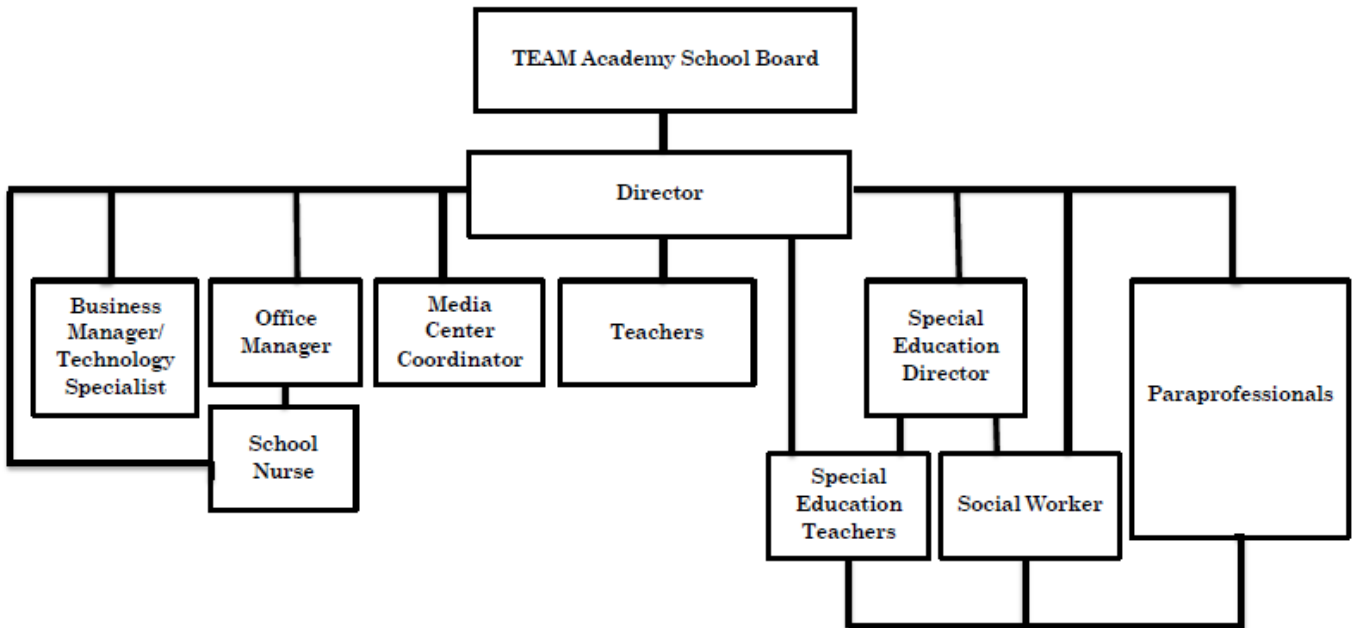 TEAM Academy School Board
Director
Business
Manager/
Technology
Specialist
Office
Manager
Media
Center
Coordinator
Teachers
Special
Education
Director
Paraprofessionals
School
Nurse
Special
Education
Teachers
Social Worker